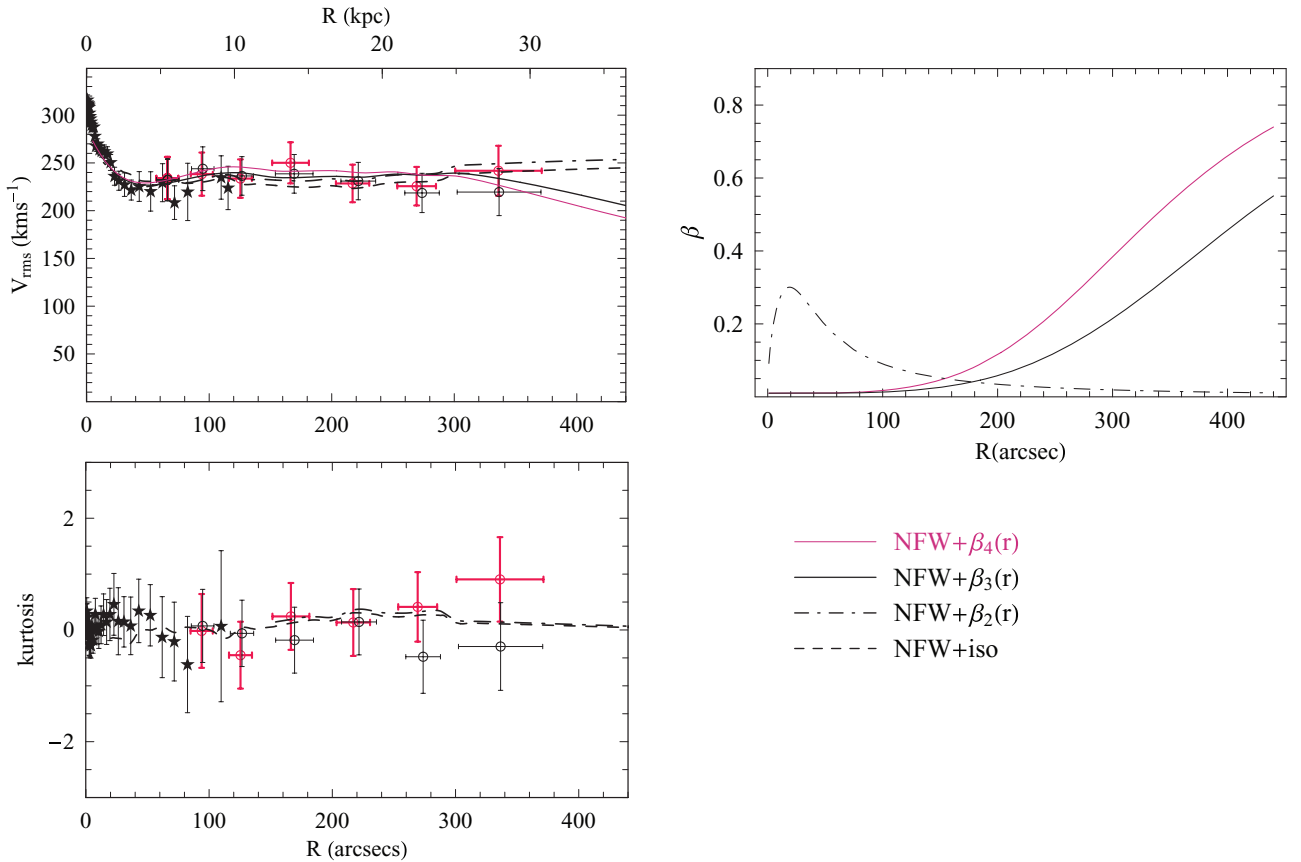 R (kpc)
0 10 20 30
300
250
200
150
100
50
V_rms (kms⁻¹)
0 100 200 300 400
2
0
−2
kurtosis
0 100 200 300 400
R (arcsecs)
0.8
0.6
0.4
0.2
β
0 100 200 300 400
R(arcsec)
NFW+β₄(r)
NFW+β₃(r)
NFW+β₂(r)
NFW+iso